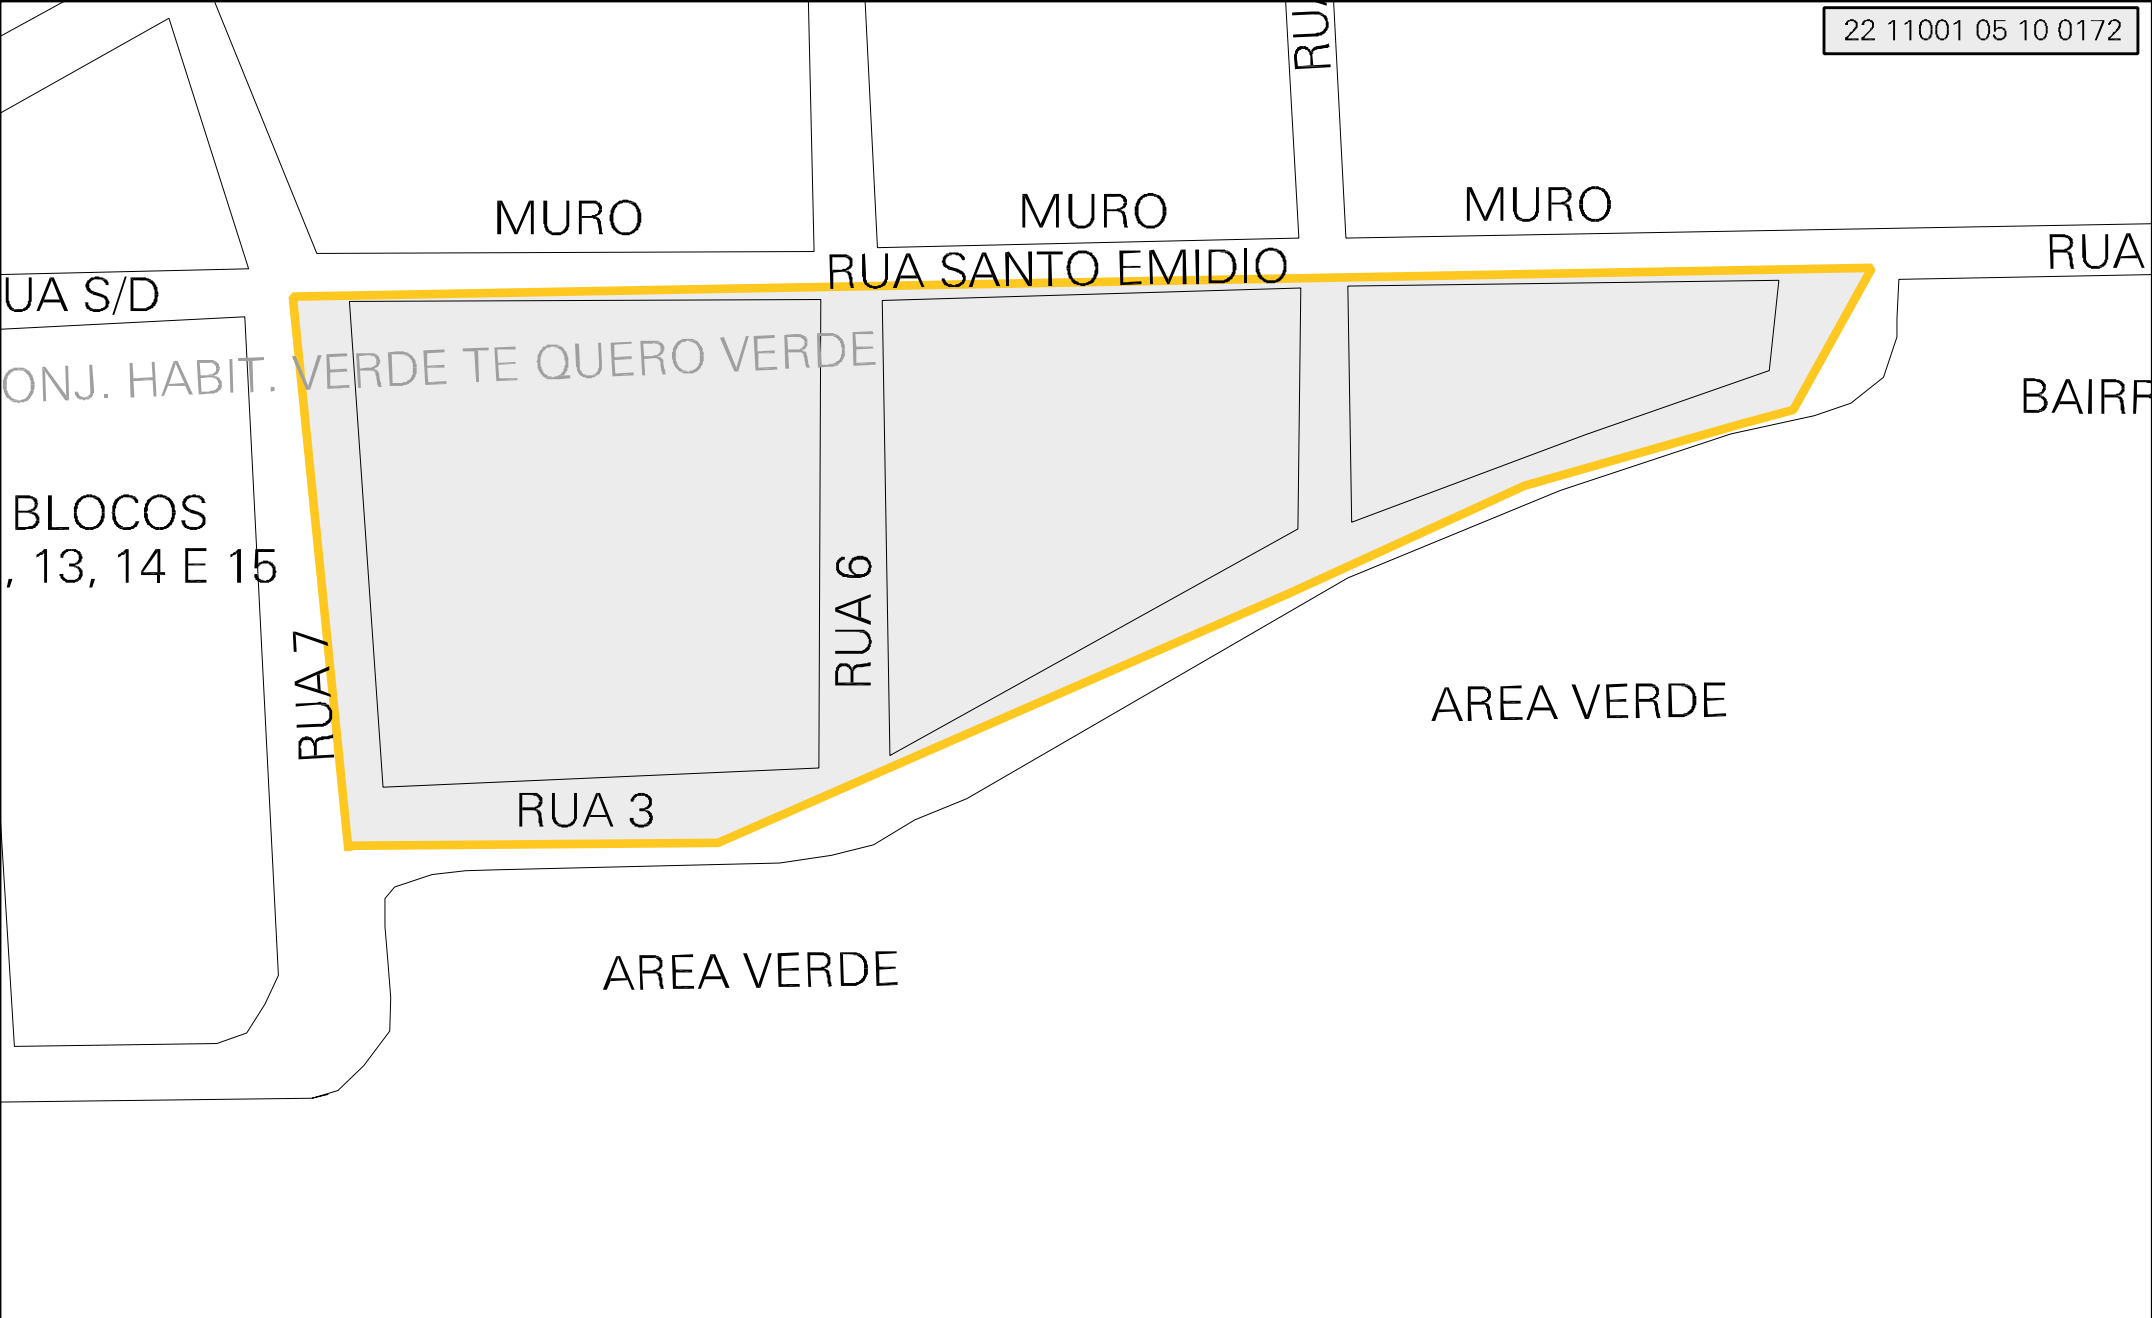 RUA
22 11001 05 10 0172
MURO
MURO
MURO
RUA
RUA SANTO EMIDIO
UA S/D
ONJ. HABIT. VERDE TE QUERO VERDE
BAIRR
BLOCOS
, 13, 14 E 15
RUA 6
RUA 7
AREA VERDE
RUA 3
AREA VERDE